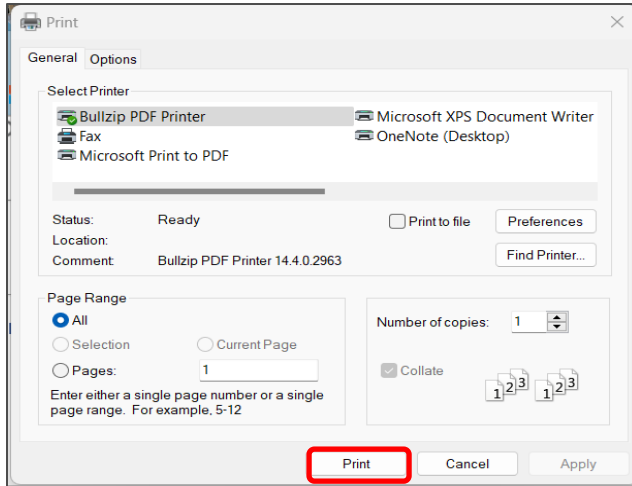 Print
General Options
Select Printer
Bullzip PDF Printer
Microsoft XPS Document Writer
Fax
OneNote (Desktop)
Microsoft Print to PDF
Status: Ready
Print to file
Preferences
Location:
Comment: Bullzip PDF Printer 14.4.0.2963
Find Printer...
Page Range
All
Selection
Current Page
Pages: 1
Enter either a single page number or a single
page range. For example, 5-12
Number of copies: 1
Collate
1 2 3 1 2 3
Print Cancel Apply